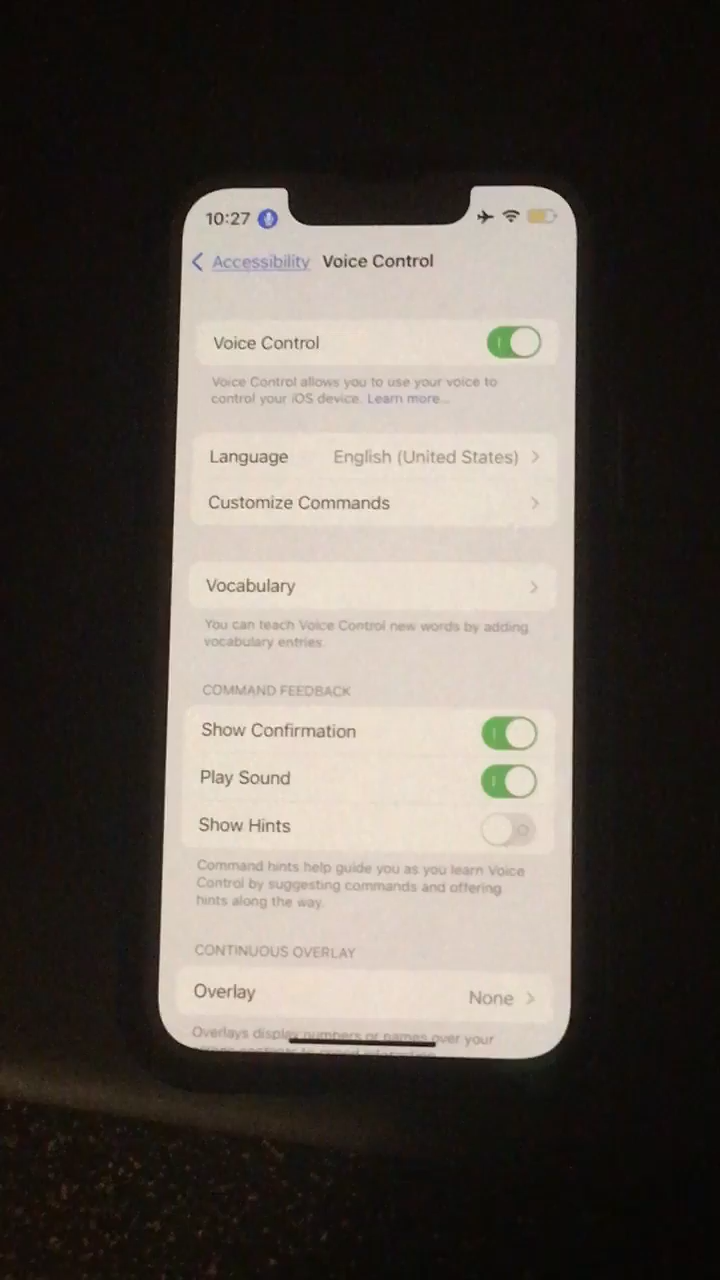 10:27
Accessibility Voice Control
Voice Control
Voice Control allows you to use your voice to
control your iOS device. Learn more...
Language English (United States)
Customize Commands
Vocabulary
You can teach Voice Control new words by adding
vocabulary entries.
COMMAND FEEDBACK
Show Confirmation
Play Sound
Show Hints
Command hints help guide you as you learn Voice
Control by suggesting commands and offering
hints along the way.
CONTINUOUS OVERLAY
Overlay None
Overlays display numbers or names over your